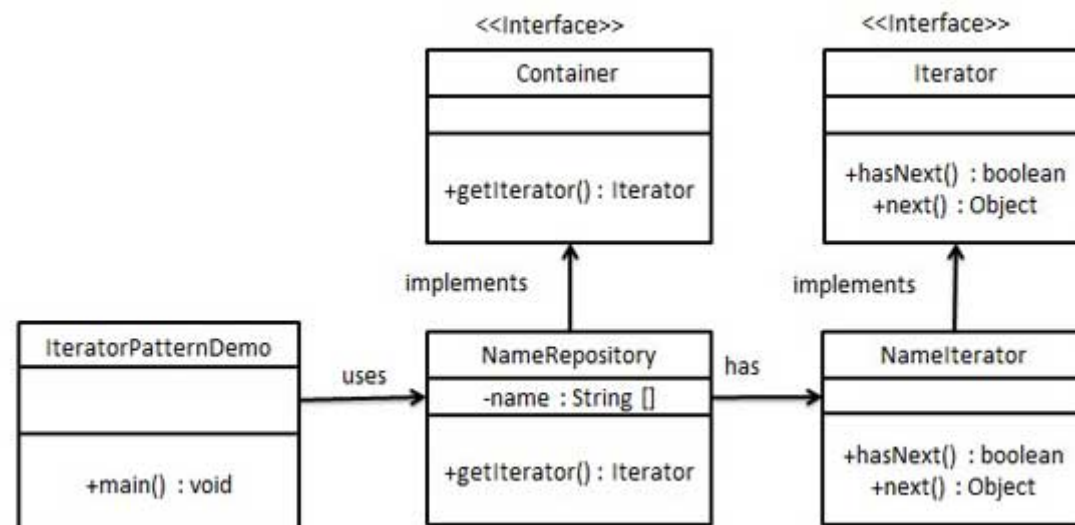 <<Interface>>
Container
+getIterator() : Iterator
<<Interface>>
Iterator
+hasNext() : boolean
+next() : Object
implements
implements
IteratorPatternDemo
+main() : void
uses
NameRepository
-name : String []
+getIterator() : Iterator
has
NameIterator
+hasNext() : boolean
+next() : Object